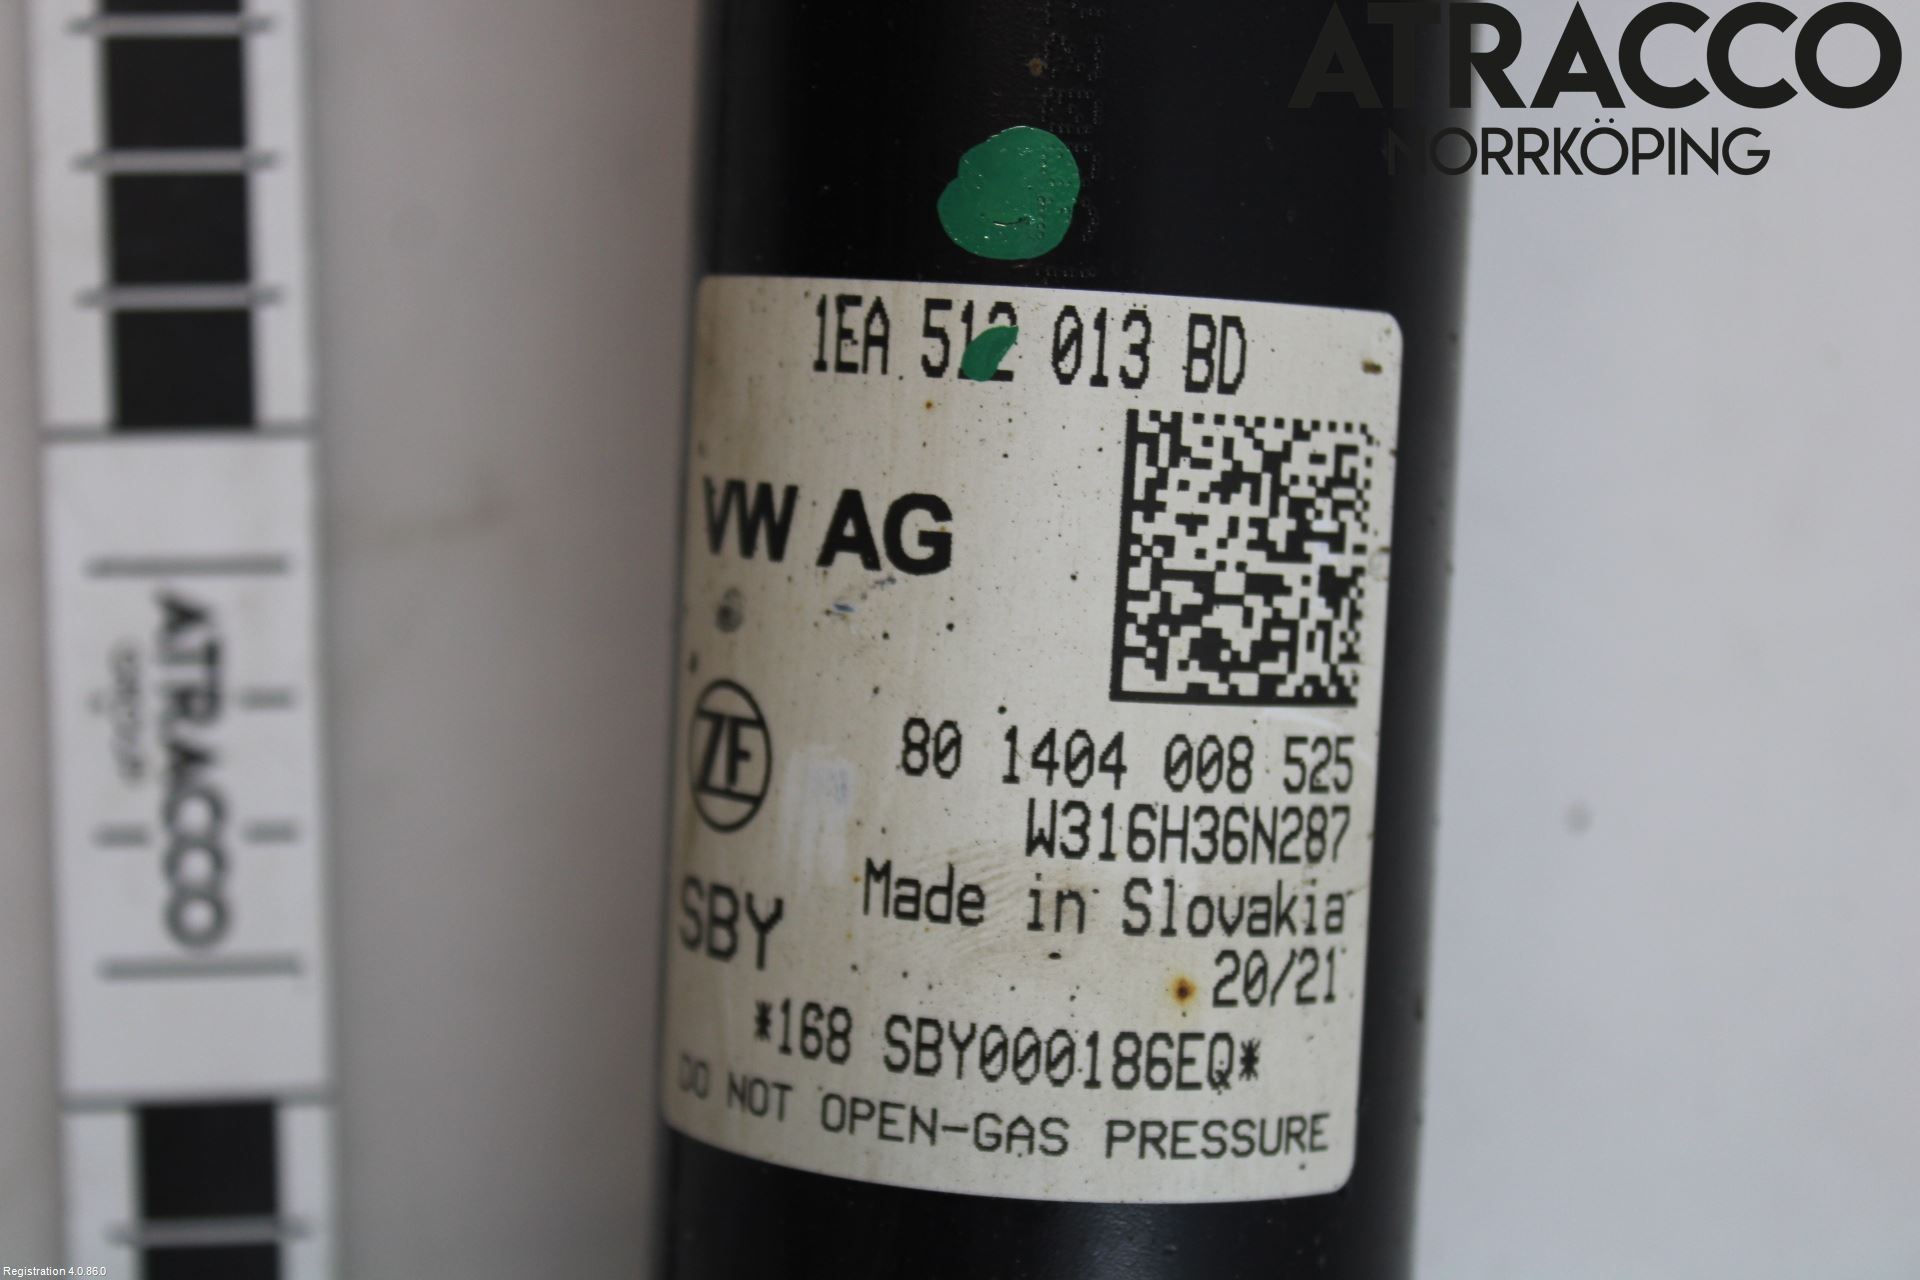 ATRACCO
NORRKÖPING
1EA 512 013 BD
VW AG
ZF
80 1404 008 525
W316H36N287
SBY
Made in Slovakia
20/21
*168 SBY000186EQ*
DO NOT OPEN-GAS PRESSURE
ATRACCO
GROUP
Registration 4.0.86.0